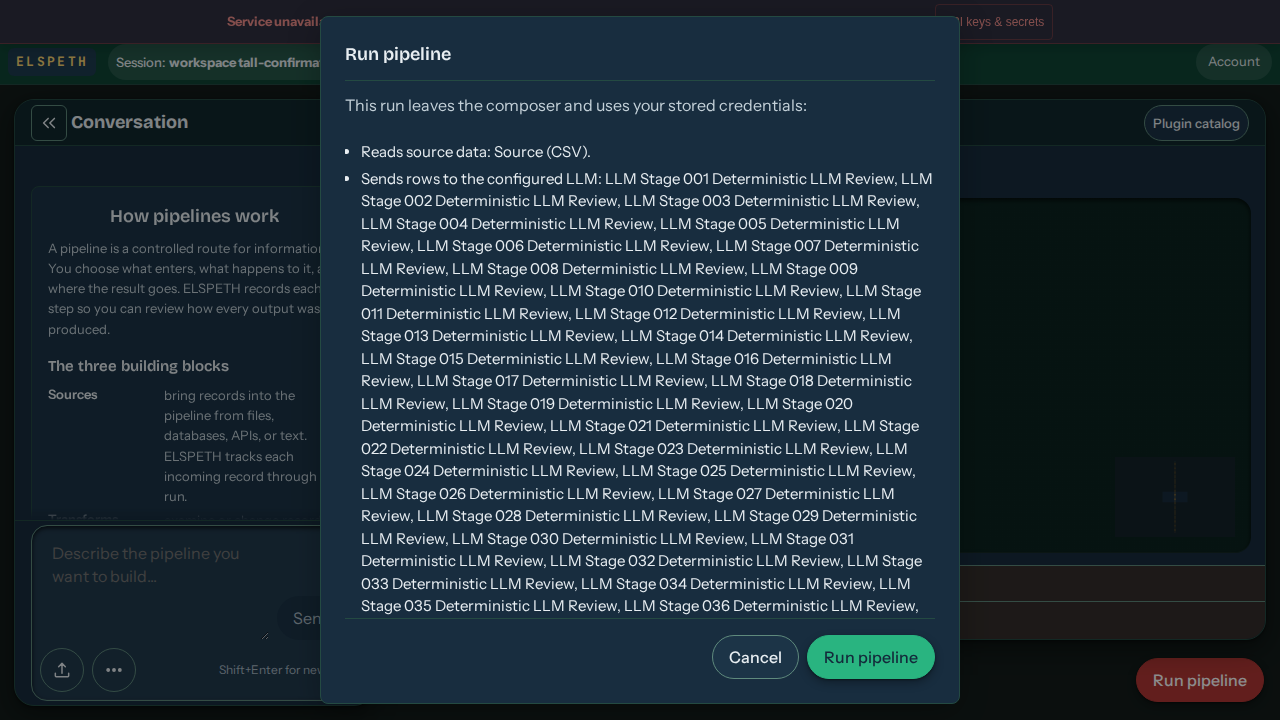 Service unavail
I keys & secrets
ELSPETH
Session: workspace tall-confirma
Account
Conversation
Plugin catalog
How pipelines work
A pipeline is a controlled route for information
You choose what enters, what happens to it, a
where the result goes. ELSPETH records each
step so you can review how every output was
produced.
The three building blocks
Sources
bring records into the
pipeline from files,
databases, APIs, or text.
ELSPETH tracks each
incoming record through
run.
Transforms
Describe the pipeline you
want to build...
Sen
Shift+Enter for new
Run pipeline
This run leaves the composer and uses your stored credentials:
• Reads source data: Source (CSV).
• Sends rows to the configured LLM: LLM Stage 001 Deterministic LLM Review, LLM
Stage 002 Deterministic LLM Review, LLM Stage 003 Deterministic LLM Review,
LLM Stage 004 Deterministic LLM Review, LLM Stage 005 Deterministic LLM
Review, LLM Stage 006 Deterministic LLM Review, LLM Stage 007 Deterministic
LLM Review, LLM Stage 008 Deterministic LLM Review, LLM Stage 009
Deterministic LLM Review, LLM Stage 010 Deterministic LLM Review, LLM Stage
011 Deterministic LLM Review, LLM Stage 012 Deterministic LLM Review, LLM
Stage 013 Deterministic LLM Review, LLM Stage 014 Deterministic LLM Review,
LLM Stage 015 Deterministic LLM Review, LLM Stage 016 Deterministic LLM
Review, LLM Stage 017 Deterministic LLM Review, LLM Stage 018 Deterministic
LLM Review, LLM Stage 019 Deterministic LLM Review, LLM Stage 020
Deterministic LLM Review, LLM Stage 021 Deterministic LLM Review, LLM Stage
022 Deterministic LLM Review, LLM Stage 023 Deterministic LLM Review, LLM
Stage 024 Deterministic LLM Review, LLM Stage 025 Deterministic LLM Review,
LLM Stage 026 Deterministic LLM Review, LLM Stage 027 Deterministic LLM
Review, LLM Stage 028 Deterministic LLM Review, LLM Stage 029 Deterministic
LLM Review, LLM Stage 030 Deterministic LLM Review, LLM Stage 031
Deterministic LLM Review, LLM Stage 032 Deterministic LLM Review, LLM Stage
033 Deterministic LLM Review, LLM Stage 034 Deterministic LLM Review, LLM
Stage 035 Deterministic LLM Review, LLM Stage 036 Deterministic LLM Review,
Cancel
Run pipeline
Run pipeline